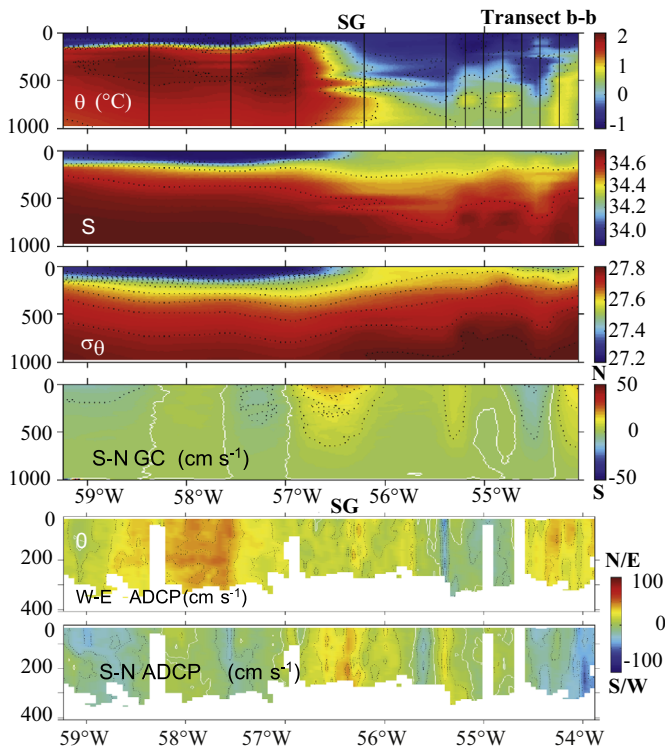 SG Transect b-b
0
500
1000
θ (°C)
2
1
0
-1
0
500
1000
S
34.6
34.4
34.2
34.0
0
500
1000
σθ
27.8
27.6
27.4
27.2
N
0
500
1000
S-N GC (cm s⁻¹)
50
0
-50
S
59°W 58°W 57°W 56°W 55°W
SG
0
200
400
0
W-E ADCP(cm s⁻¹)
N/E
100
0
-100
S/W
0
200
400
S-N ADCP (cm s⁻¹)
59°W 58°W 57°W 56°W 55°W 54°W